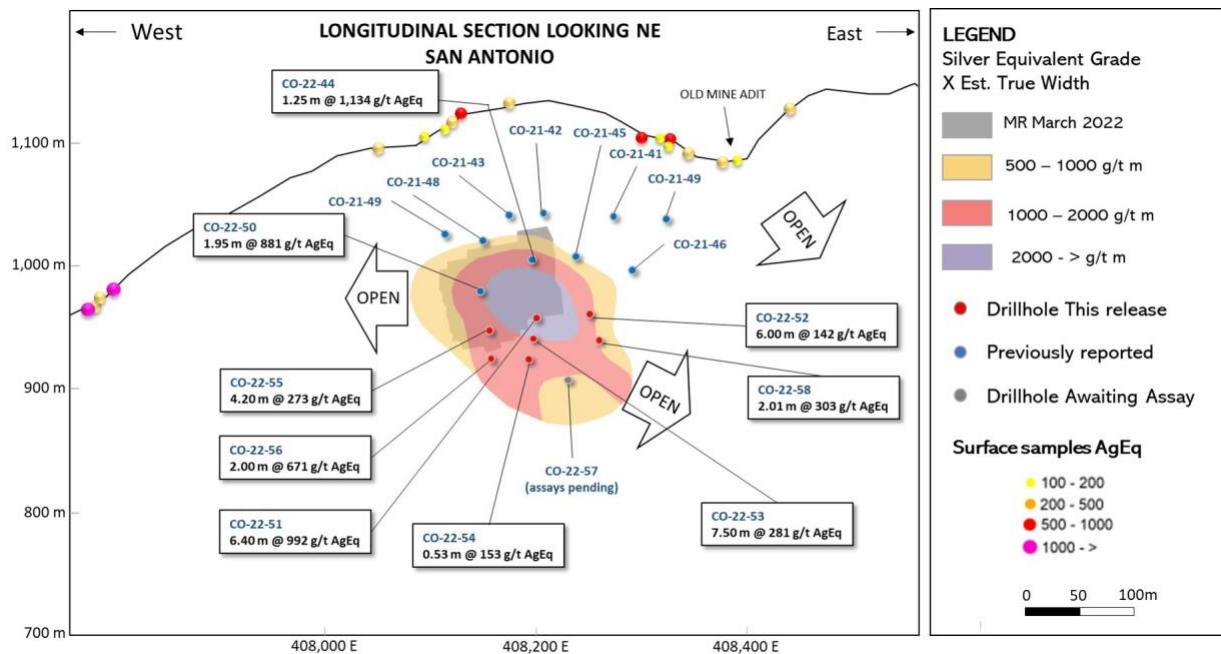 West
LONGITUDINAL SECTION LOOKING NE
SAN ANTONIO
East
CO-22-44
1.25 m @ 1,134 g/t AgEq
OLD MINE ADIT
1,100 m
CO-21-42
CO-21-45
CO-21-41
CO-21-43
CO-21-49
CO-21-48
CO-21-49
CO-22-50
1.95 m @ 881 g/t AgEq
OPEN
CO-21-46
1,000 m
OPEN
CO-22-52
6.00 m @ 142 g/t AgEq
900 m
CO-22-55
4.20 m @ 273 g/t AgEq
OPEN
CO-22-58
2.01 m @ 303 g/t AgEq
CO-22-56
2.00 m @ 671 g/t AgEq
CO-22-57
(assays pending)
800 m
CO-22-51
6.40 m @ 992 g/t AgEq
CO-22-54
0.53 m @ 153 g/t AgEq
CO-22-53
7.50 m @ 281 g/t AgEq
700 m
408,000 E
408,200 E
408,400 E
LEGEND
Silver Equivalent Grade
X Est. True Width
MR March 2022
500 – 1000 g/t m
1000 – 2000 g/t m
2000 - > g/t m
Drillhole This release
Previously reported
Drillhole Awaiting Assay
Surface samples AgEq
100 - 200
200 - 500
500 - 1000
1000 - >
0 50 100m